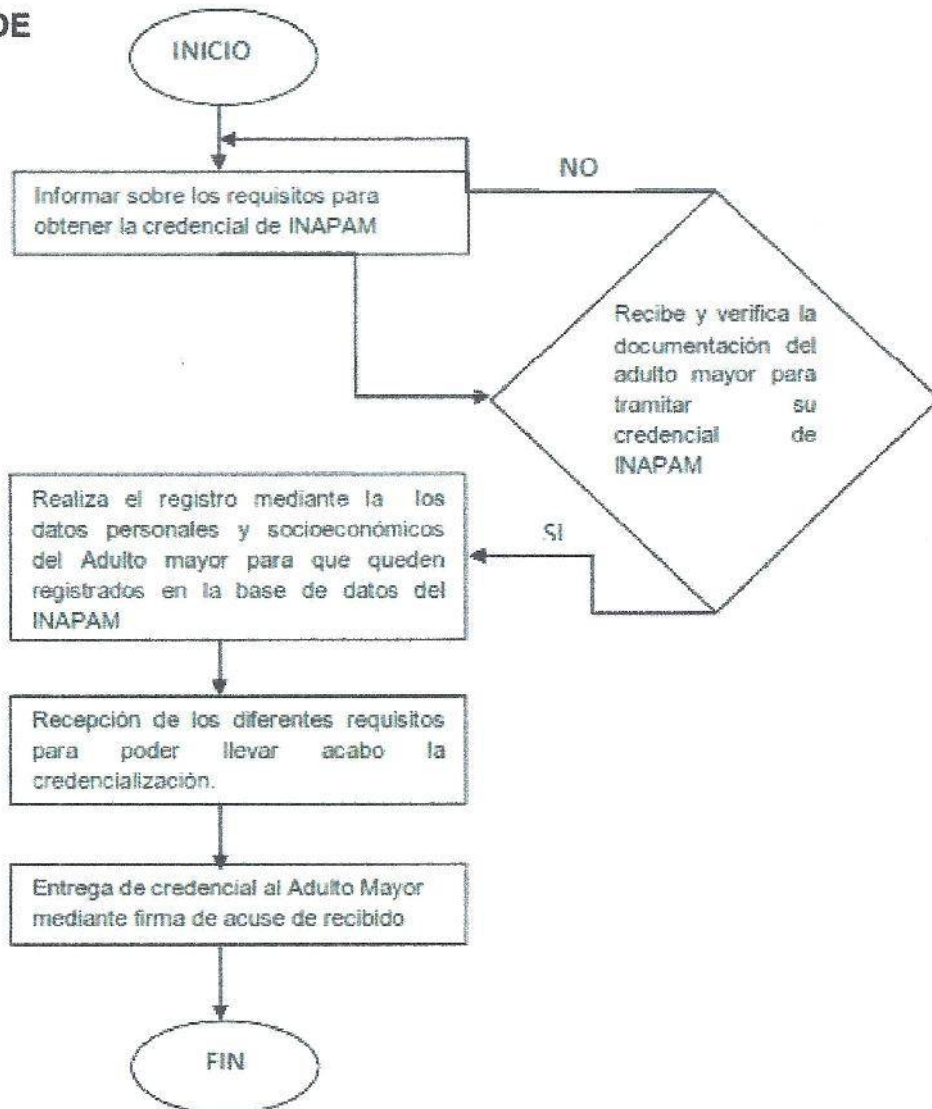 DE
INICIO
NO
Informar sobre los requisitos para
obtener la credencial de INAPAM
Recibe y verifica la
documentación del
adulto mayor para
tramitar su
credencial de
INAPAM
SI
Realiza el registro mediante la los
datos personales y socioeconómicos
del Adulto mayor para que queden
registrados en la base de datos del
INAPAM
Recepción de los diferentes requisitos
para poder llevar acabo la
credencialización.
Entrega de credencial al Adulto Mayor
mediante firma de acuse de recibido
FIN